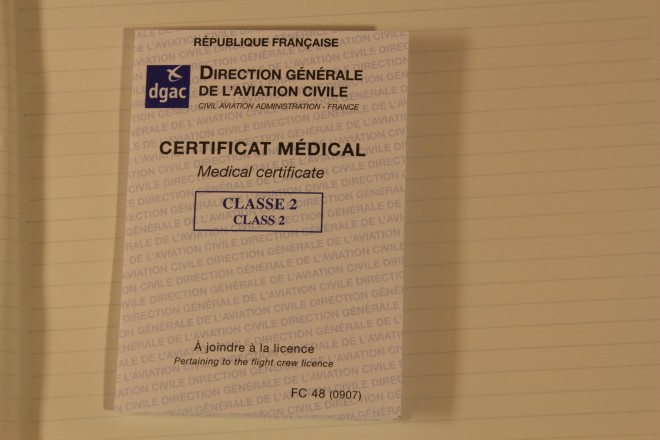 RÉPUBLIQUE FRANÇAISE
dgac
DIRECTION GÉNÉRALE
DE L'AVIATION CIVILE
CIVIL AVIATION ADMINISTRATION - FRANCE
CERTIFICAT MÉDICAL
Medical certificate
CLASSE 2
CLASS 2
À joindre à la licence
Pertaining to the flight crew licence
FC 48 (0907)